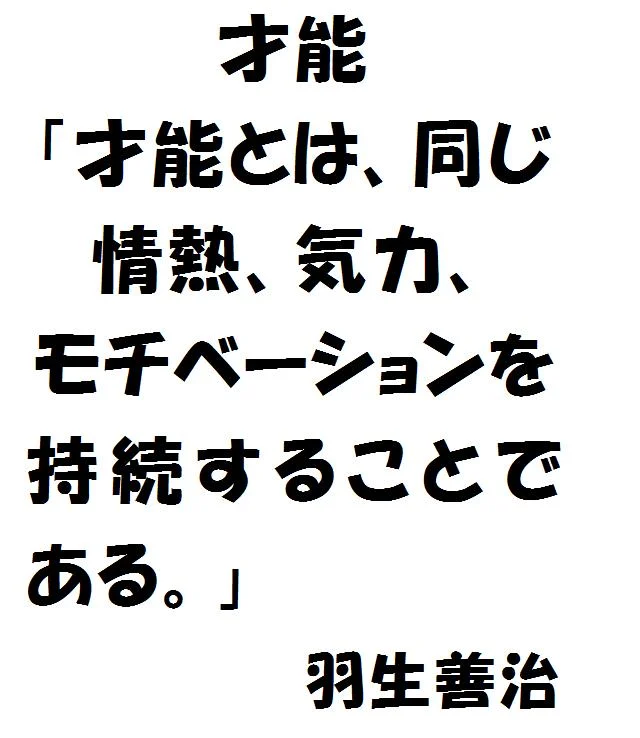 才能
「才能とは、同じ
情熱、気力、
モチベーションを
持続することで
ある。」
羽生善治